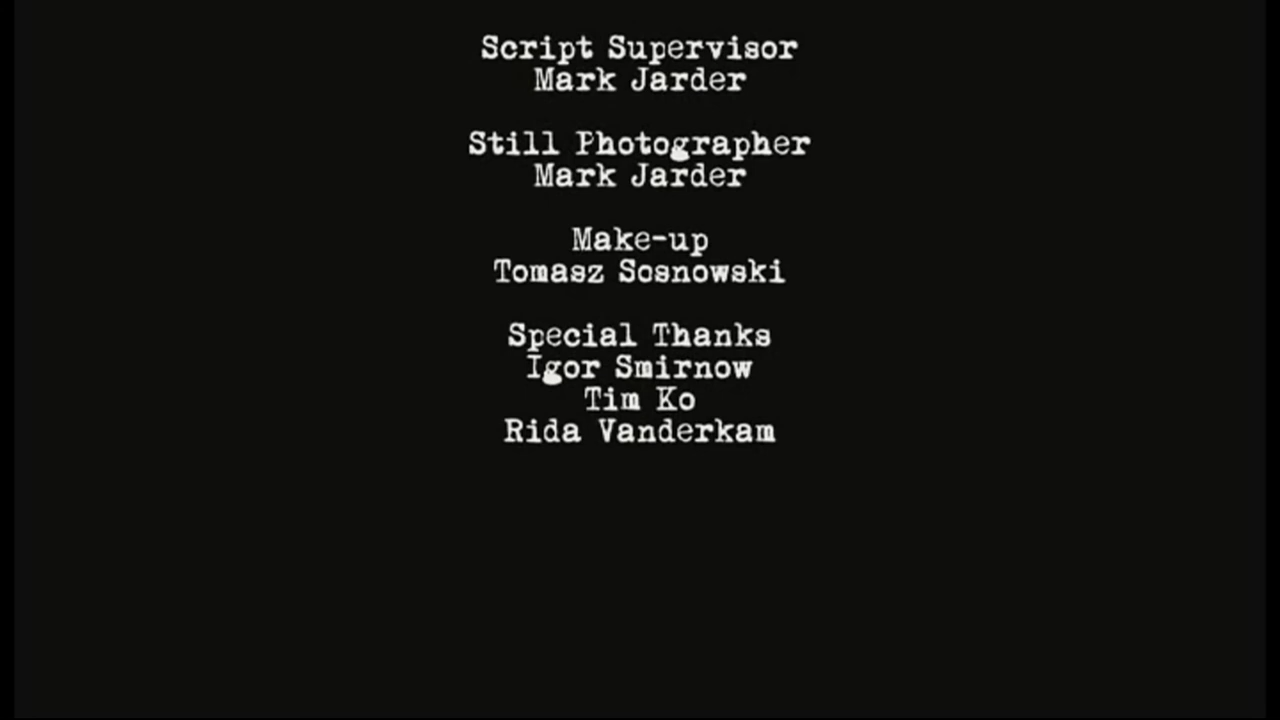 Script Supervisor
Mark Jarder
Still Photographer
Mark Jarder
Make-up
Tomasz Sosnowski
Special Thanks
Igor Smirnow
Tim Ko
Rida Vanderkam